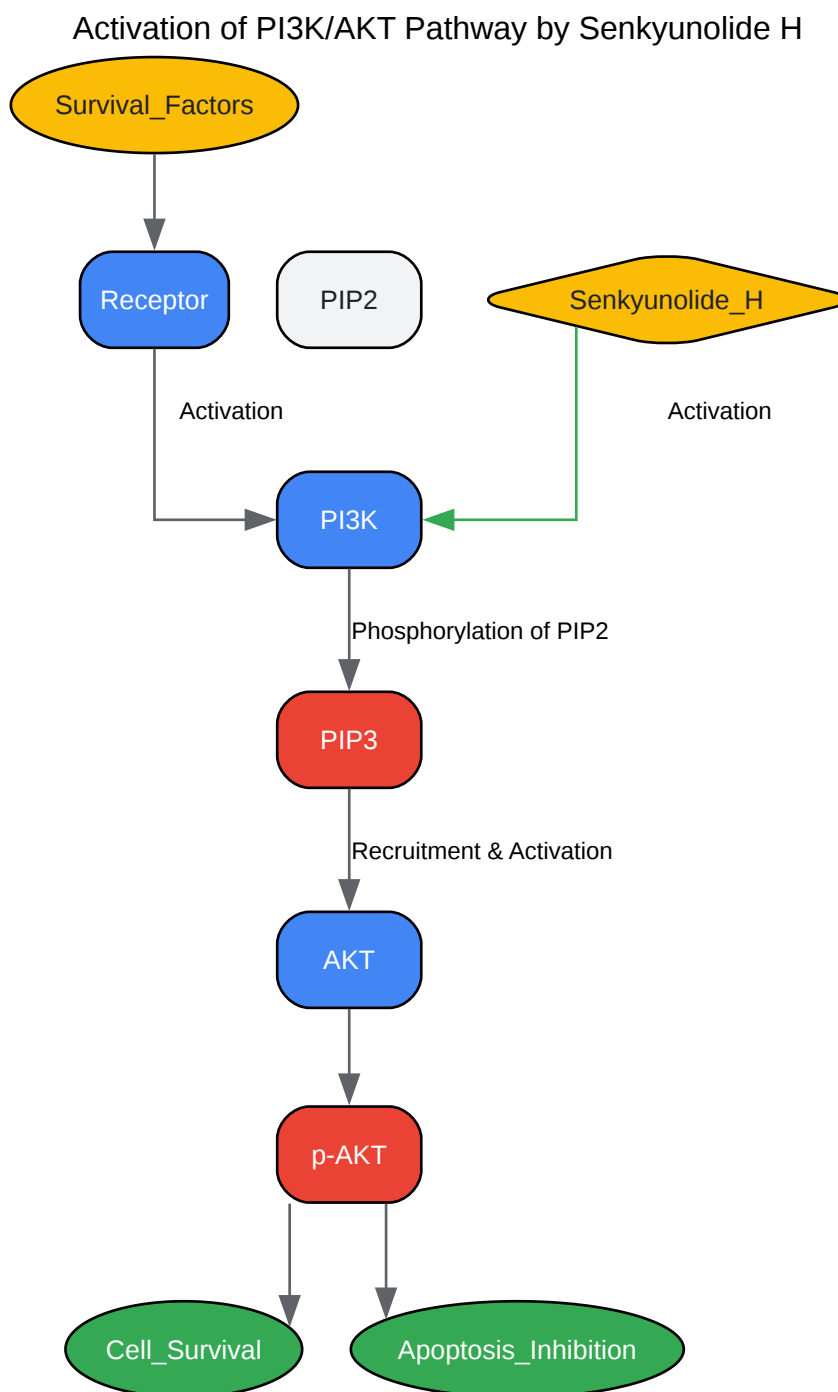 Activation of PI3K/AKT Pathway by Senkyunolide H
Survival_Factors
Receptor
PIP2
Senkyunolide_H
Activation
Activation
PI3K
Phosphorylation of PIP2
PIP3
Recruitment & Activation
AKT
p-AKT
Cell_Survival
Apoptosis_Inhibition